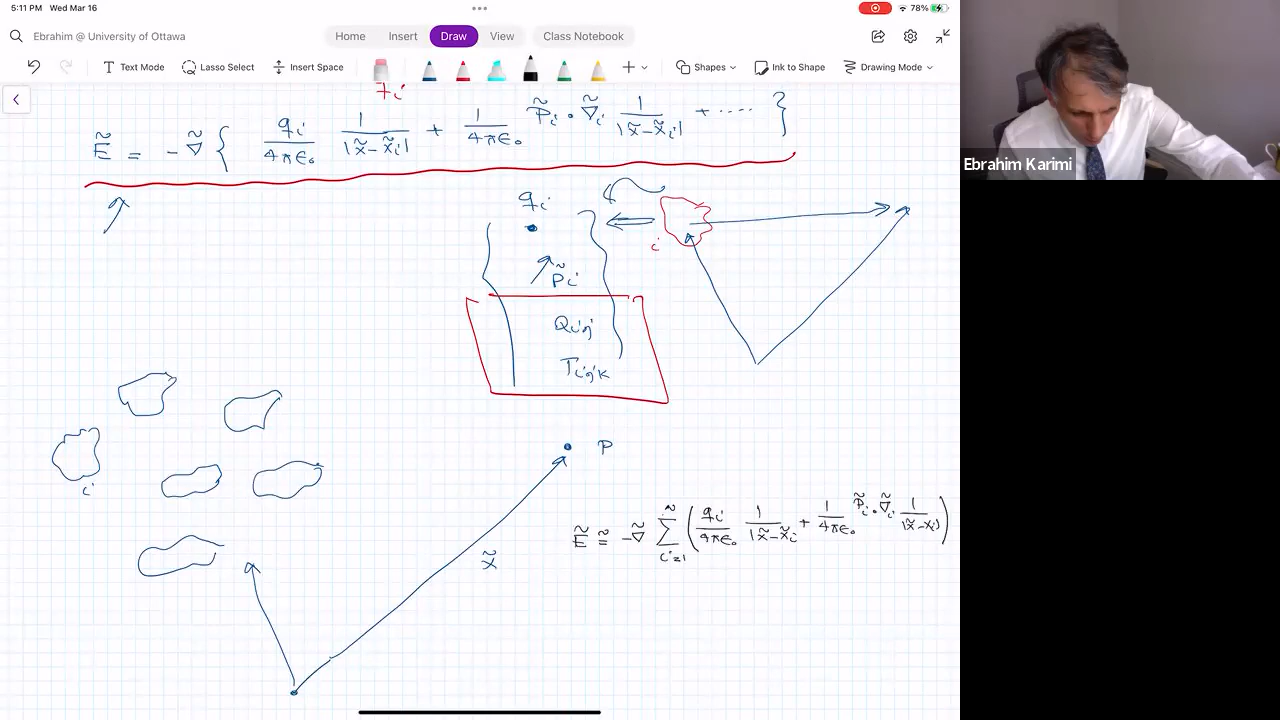 5:11 PM Wed Mar 16
78%
Ebrahim @ University of Ottawa
Home Insert Draw View Class Notebook
Text Mode Lasso Select Insert Space Shapes Ink to Shape Drawing Mode
Ẽ = -∇̃ { qᵢ/4πε₀ 1/|x̃-x̃ᵢ| + 1/4πε₀ P̃ᵢ·∇̃ᵢ 1/|x̃-x̃ᵢ| + ..... }
qᵢ
i
P̃ᵢ
Qᵢⱼ
Tᵢⱼₖ
P
i
Ẽ ≅ -∇̃ ∑ᵢ₌₁ᴺ ( qᵢ/4πε₀ 1/|x̃-x̃ᵢ + 1/4πε₀ P̃ᵢ·∇̃ᵢ 1/|x̃-xᵢ| )
x̃
Ebrahim Karimi